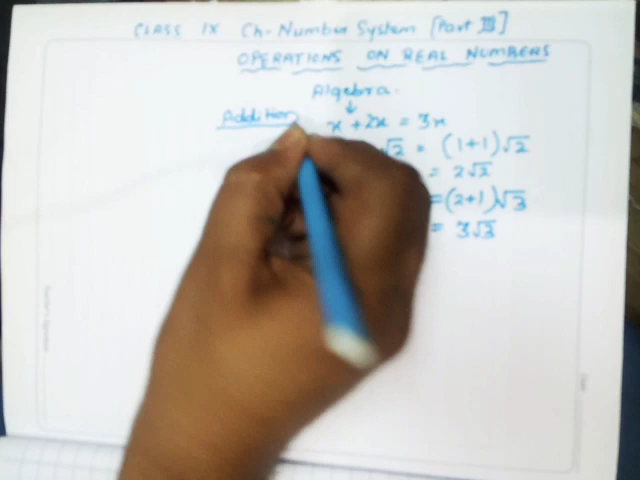 CLASS IX Ch- Number System [Part III]
OPERATIONS ON REAL NUMBERS
Algebra.
↓
Addition
x + 2x = 3x
√2 = (1+1)√2
= 2√2
= (2+1)√3
= 3√3